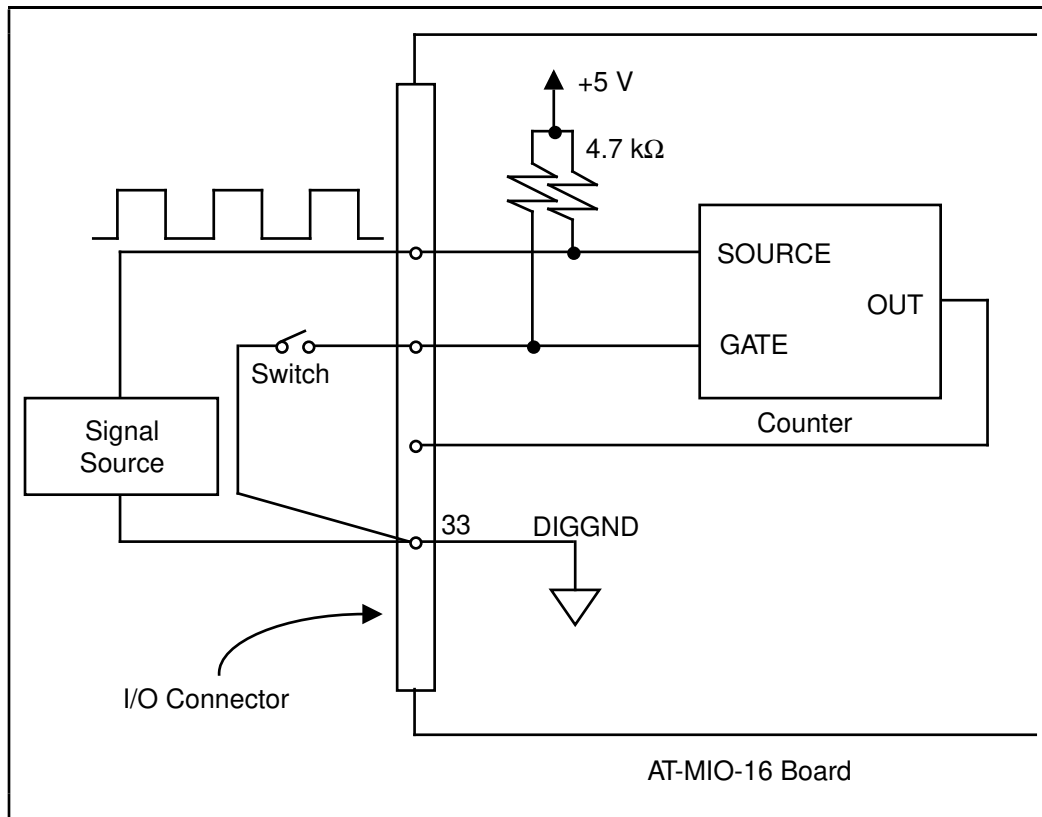 +5 V
4.7 kΩ
SOURCE
OUT
GATE
Switch
Counter
Signal
Source
33
DIGGND
I/O Connector
AT-MIO-16 Board